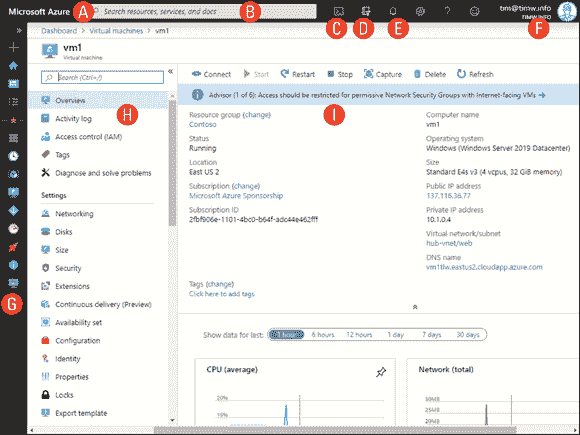 Microsoft Azure A Search resources, services, and docs B
C D E F
tim@timw.info
TIMW.INFO
Dashboard > Virtual machines > vm1
vm1
Virtual machine
Search (Ctrl+/)
Connect Start Restart Stop Capture Delete Refresh
Advisor (1 of 6): Access should be restricted for permissive Network Security Groups with Internet-facing VMs →
Overview
H
Activity log
Access control (IAM)
Tags
Diagnose and solve problems
Settings
Networking
Disks
Size
Security
Extensions
Continuous delivery (Preview)
Availability set
Configuration
Identity
Properties
Locks
Export template
G
I
Resource group (change)
Contoso
Status
Running
Location
East US 2
Subscription (change)
Microsoft Azure Sponsorship
Subscription ID
2fbf906e-1101-4bc0-b64f-adc44e462fff
Tags (change)
Click here to add tags
Computer name
vm1
Operating system
Windows (Windows Server 2019 Datacenter)
Size
Standard E4s v3 (4 vcpus, 32 GiB memory)
Public IP address
137.116.36.77
Private IP address
10.1.0.4
Virtual network/subnet
hub-vnet/web
DNS name
vm1tiw.eastus2.cloudapp.azure.com
Show data for last: 1 hour 6 hours 12 hours 1 day 7 days 30 days
CPU (average)
20%
15%
Network (total)
30MB
25MB